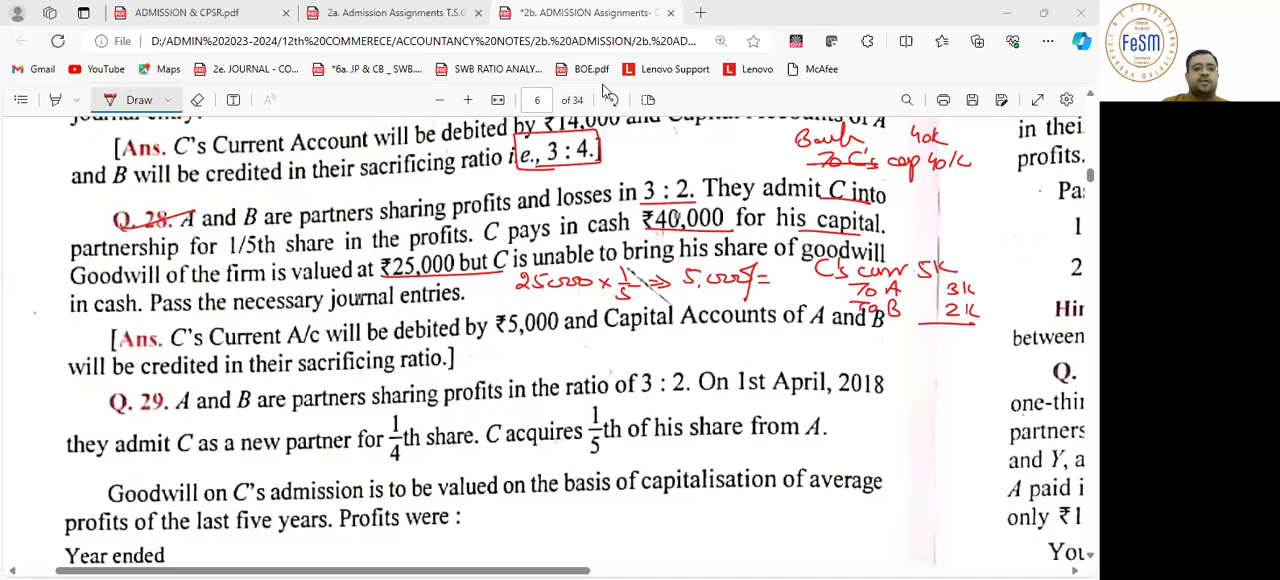 ADMISSION & CPSR.pdf
2a. Admission Assignments T.S.G
*2b. ADMISSION Assignments- D
File
D:/ADMIN%202023-2024/12th%20COMMERECE/ACCOUNTANCY%20NOTES/2b.%20ADMISSION/2b.%20AD...
Gmail
YouTube
Maps
2e. JOURNAL - CO...
*6a. JP & CB _SWB....
SWB RATIO ANALY...
BOE.pdf
Lenovo Support
Lenovo
McAfee
Draw
6 of 34
FeSM
journal entry.
[Ans. C's Current Account will be debited by ₹14,000 and Capital Accounts of A
and B will be credited in their sacrificing ratio i.e., 3 : 4.]
Bank 40k
To C's cap 40k
Q. 28. A and B are partners sharing profits and losses in 3 : 2. They admit C into
partnership for 1/5th share in the profits. C pays in cash ₹40,000 for his capital.
Goodwill of the firm is valued at ₹25,000 but C is unable to bring his share of goodwill
in cash. Pass the necessary journal entries.
25000 × 1/5 ⇒ 5,000/=
C's curr 5k
To A 3k
To B 2k
[Ans. C's Current A/c will be debited by ₹5,000 and Capital Accounts of A and B
will be credited in their sacrificing ratio.]
Q. 29. A and B are partners sharing profits in the ratio of 3 : 2. On 1st April, 2018
they admit C as a new partner for 1/4th share. C acquires 1/5th of his share from A.
Goodwill on C's admission is to be valued on the basis of capitalisation of average
profits of the last five years. Profits were :
Year ended
in thei
profits.
Pa
1
2
Hin
between
Q.
one-thir
partners
and Y, a
A paid i
only ₹1
You